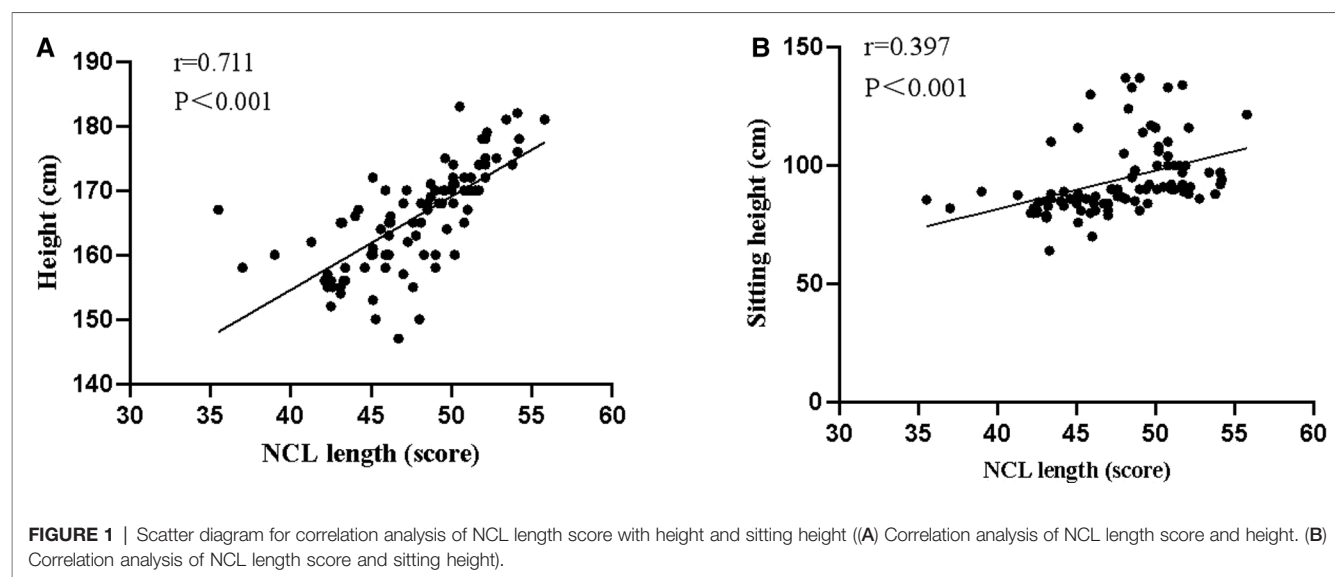 A
r=0.711
P<0.001
190
180
170
160
150
140
Height (cm)
30 35 40 45 50 55 60
NCL length (score)
B
r=0.397
P<0.001
150
100
50
0
Sitting height (cm)
30 35 40 45 50 55 60
NCL length (score)
FIGURE 1 | Scatter diagram for correlation analysis of NCL length score with height and sitting height ((A) Correlation analysis of NCL length score and height. (B)
Correlation analysis of NCL length score and sitting height).